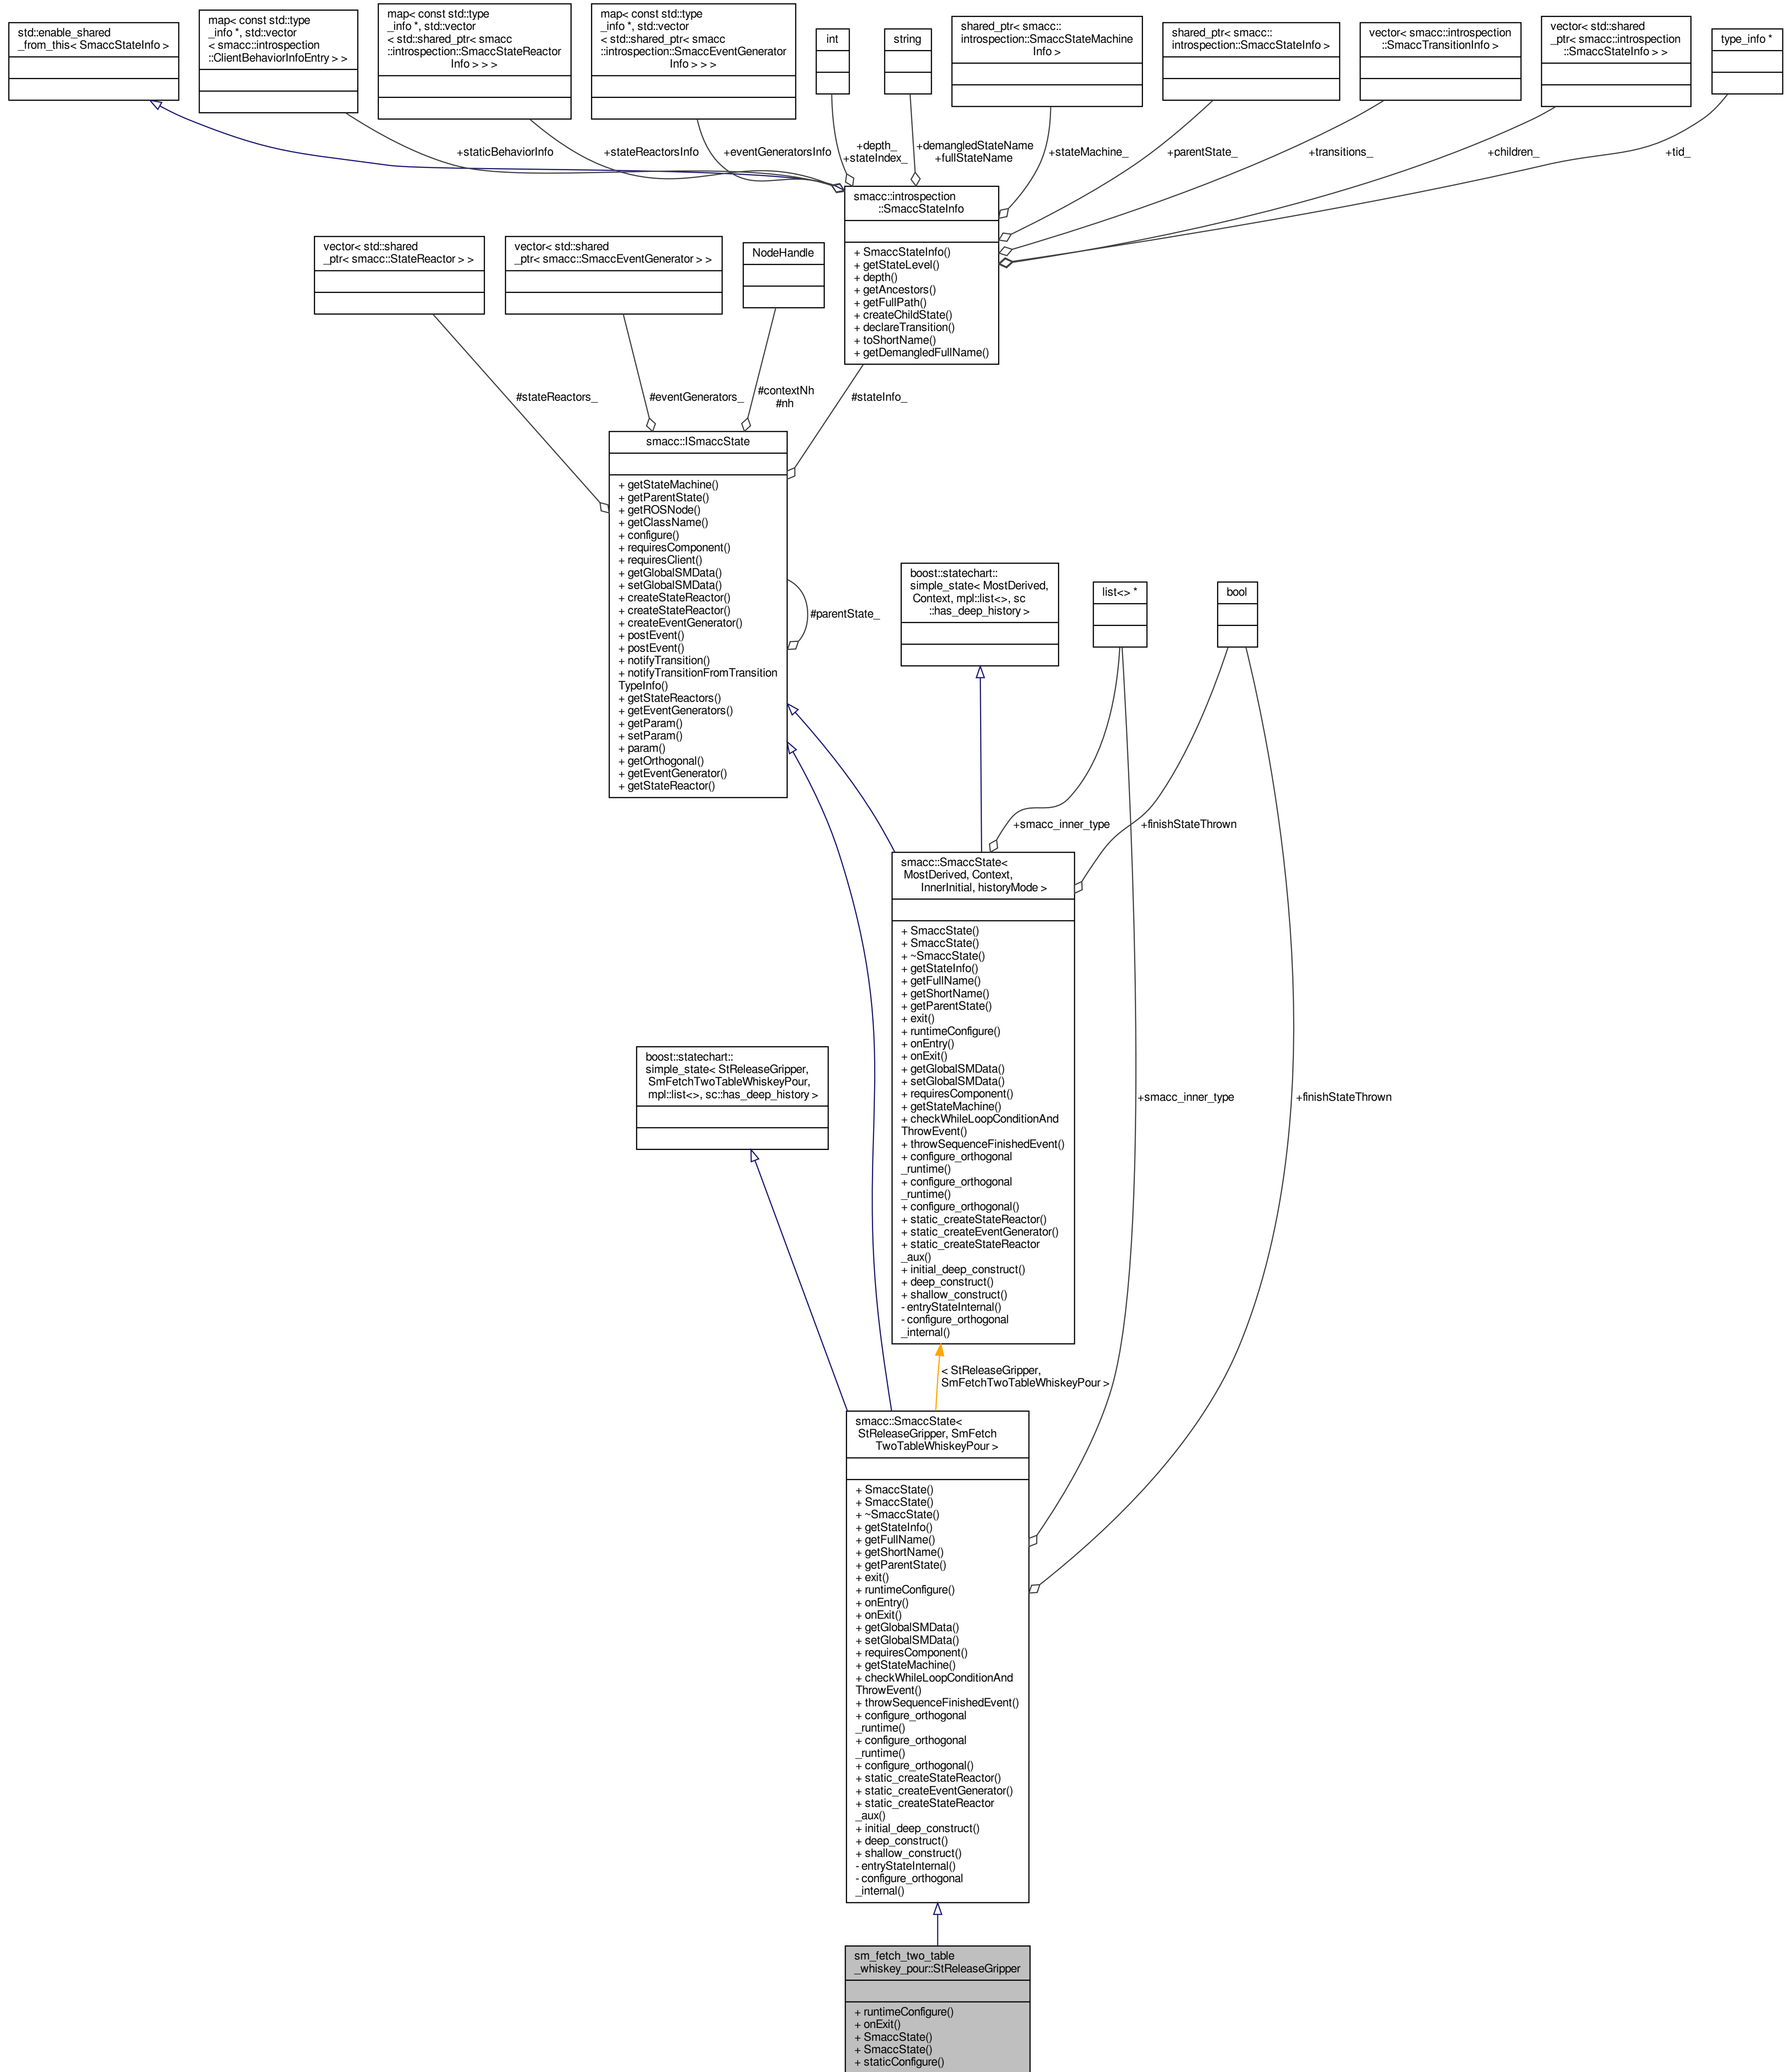 std::enable_shared
_from_this< SmaccStateInfo >
map< const std::type
_info *, std::vector
< smacc::introspection
::ClientBehaviorInfoEntry > >
map< const std::type
_info *, std::vector
< std::shared_ptr< smacc
::introspection::SmaccStateReactor
Info > > >
map< const std::type
_info *, std::vector
< std::shared_ptr< smacc
::introspection::SmaccEventGenerator
Info > > >
int
string
shared_ptr< smacc::
introspection::SmaccStateMachine
Info >
shared_ptr< smacc::
introspection::SmaccStateInfo >
vector< smacc::introspection
::SmaccTransitionInfo >
vector< std::shared
_ptr< smacc::introspection
::SmaccStateInfo > >
type_info *
+staticBehaviorInfo
+stateReactorsInfo
+eventGeneratorsInfo
+depth_
+stateIndex_
+demangledStateName
+fullStateName
+stateMachine_
+parentState_
+transitions_
+children_
+tid_
smacc::introspection
::SmaccStateInfo
+ SmaccStateInfo()
+ getStateLevel()
+ depth()
+ getAncestors()
+ getFullPath()
+ createChildState()
+ declareTransition()
+ toShortName()
+ getDemangledFullName()
vector< std::shared
_ptr< smacc::StateReactor > >
vector< std::shared
_ptr< smacc::SmaccEventGenerator > >
NodeHandle
#stateReactors_
#eventGenerators_
#contextNh
#nh
#stateInfo_
smacc::ISmaccState
+ getStateMachine()
+ getParentState()
+ getROSNode()
+ getClassName()
+ configure()
+ requiresComponent()
+ requiresClient()
+ getGlobalSMData()
+ setGlobalSMData()
+ createStateReactor()
+ createStateReactor()
+ createEventGenerator()
+ postEvent()
+ postEvent()
+ notifyTransition()
+ notifyTransitionFromTransition
TypeInfo()
+ getStateReactors()
+ getEventGenerators()
+ getParam()
+ setParam()
+ param()
+ getOrthogonal()
+ getEventGenerator()
+ getStateReactor()
#parentState_
boost::statechart::
simple_state< MostDerived,
Context, mpl::list<>, sc
::has_deep_history >
list<> *
bool
+smacc_inner_type
+finishStateThrown
smacc::SmaccState<
MostDerived, Context,
InnerInitial, historyMode >
+ SmaccState()
+ SmaccState()
+ ~SmaccState()
+ getStateInfo()
+ getFullName()
+ getShortName()
+ getParentState()
+ exit()
+ runtimeConfigure()
+ onEntry()
+ onExit()
+ getGlobalSMData()
+ setGlobalSMData()
+ requiresComponent()
+ getStateMachine()
+ checkWhileLoopConditionAnd
ThrowEvent()
+ throwSequenceFinishedEvent()
+ configure_orthogonal
_runtime()
+ configure_orthogonal
_runtime()
+ configure_orthogonal()
+ static_createStateReactor()
+ static_createEventGenerator()
+ static_createStateReactor
_aux()
+ initial_deep_construct()
+ deep_construct()
+ shallow_construct()
- entryStateInternal()
- configure_orthogonal
_internal()
boost::statechart::
simple_state< StReleaseGripper,
SmFetchTwoTableWhiskeyPour,
mpl::list<>, sc::has_deep_history >
+smacc_inner_type
+finishStateThrown
< StReleaseGripper,
SmFetchTwoTableWhiskeyPour >
smacc::SmaccState<
StReleaseGripper, SmFetch
TwoTableWhiskeyPour >
+ SmaccState()
+ SmaccState()
+ ~SmaccState()
+ getStateInfo()
+ getFullName()
+ getShortName()
+ getParentState()
+ exit()
+ runtimeConfigure()
+ onEntry()
+ onExit()
+ getGlobalSMData()
+ setGlobalSMData()
+ requiresComponent()
+ getStateMachine()
+ checkWhileLoopConditionAnd
ThrowEvent()
+ throwSequenceFinishedEvent()
+ configure_orthogonal
_runtime()
+ configure_orthogonal
_runtime()
+ configure_orthogonal()
+ static_createStateReactor()
+ static_createEventGenerator()
+ static_createStateReactor
_aux()
+ initial_deep_construct()
+ deep_construct()
+ shallow_construct()
- entryStateInternal()
- configure_orthogonal
_internal()
sm_fetch_two_table
_whiskey_pour::StReleaseGripper
+ runtimeConfigure()
+ onExit()
+ SmaccState()
+ SmaccState()
+ staticConfigure()